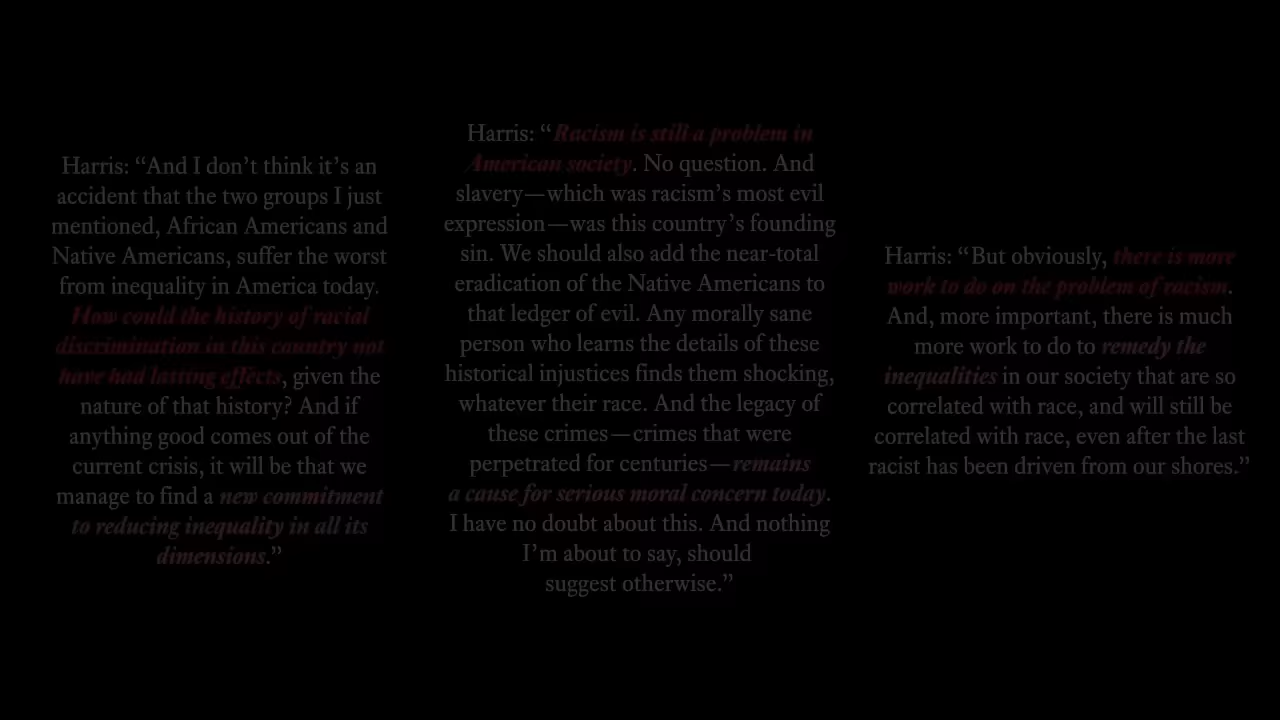 Harris: “And I don’t think it’s an
accident that the two groups I just
mentioned, African Americans and
Native Americans, suffer the worst
from inequality in America today.
How could the history of racial
discrimination in this country not
have had lasting effects, given the
nature of that history? And if
anything good comes out of the
current crisis, it will be that we
manage to find a new commitment
to reducing inequality in all its
dimensions.”
Harris: “Racism is still a problem in
American society. No question. And
slavery—which was racism’s most evil
expression—was this country’s founding
sin. We should also add the near-total
eradication of the Native Americans to
that ledger of evil. Any morally sane
person who learns the details of these
historical injustices finds them shocking,
whatever their race. And the legacy of
these crimes—crimes that were
perpetrated for centuries—remains
a cause for serious moral concern today.
I have no doubt about this. And nothing
I’m about to say, should
suggest otherwise.”
Harris: “But obviously, there is more
work to do on the problem of racism.
And, more important, there is much
more work to do to remedy the
inequalities in our society that are so
correlated with race, and will still be
correlated with race, even after the last
racist has been driven from our shores.”